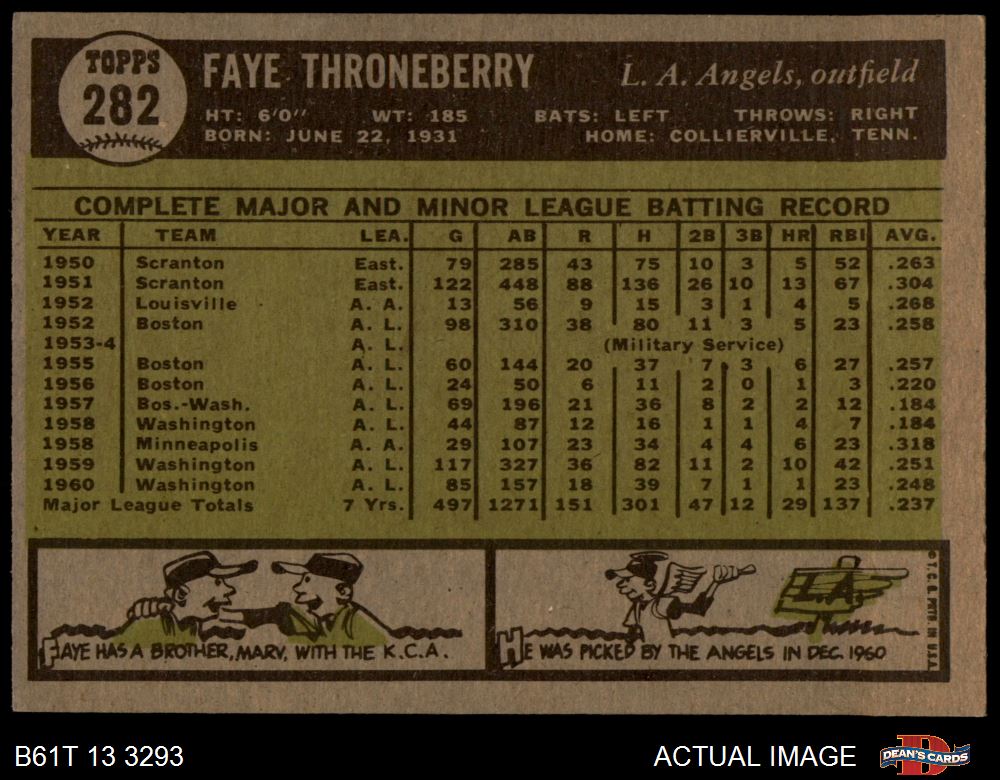 TOPPS
282
FAYE THRONEBERRY
L. A. Angels, outfield
HT: 6'0" WT: 185 BATS: LEFT THROWS: RIGHT
BORN: JUNE 22, 1931 HOME: COLLIERVILLE, TENN.
COMPLETE MAJOR AND MINOR LEAGUE BATTING RECORD
YEAR TEAM LEA. G AB R H 2B 3B HR RBI AVG.
1950 Scranton East. 79 285 43 75 10 3 5 52 .263
1951 Scranton East. 122 448 88 136 26 10 13 67 .304
1952 Louisville A. A. 13 56 9 15 3 1 4 5 .268
1952 Boston A. L. 98 310 38 80 11 3 5 23 .258
1953-4 A. L. (Military Service)
1955 Boston A. L. 60 144 20 37 7 3 6 27 .257
1956 Boston A. L. 24 50 6 11 2 0 1 3 .220
1957 Bos.-Wash. A. L. 69 196 21 36 8 2 2 12 .184
1958 Washington A. L. 44 87 12 16 1 1 4 7 .184
1958 Minneapolis A. A. 29 107 23 34 4 4 6 23 .318
1959 Washington A. L. 117 327 36 82 11 2 10 42 .251
1960 Washington A. L. 85 157 18 39 7 1 1 23 .248
Major League Totals 7 Yrs. 497 1271 151 301 47 12 29 137 .237
FAYE HAS A BROTHER, MARV, WITH THE K.C.A.
L.A.
HE WAS PICKED BY THE ANGELS IN DEC. 1960
© T. C. G. PRTD. IN U.S.A.
B61T 13 3293
ACTUAL IMAGE
DEAN'S CARDS